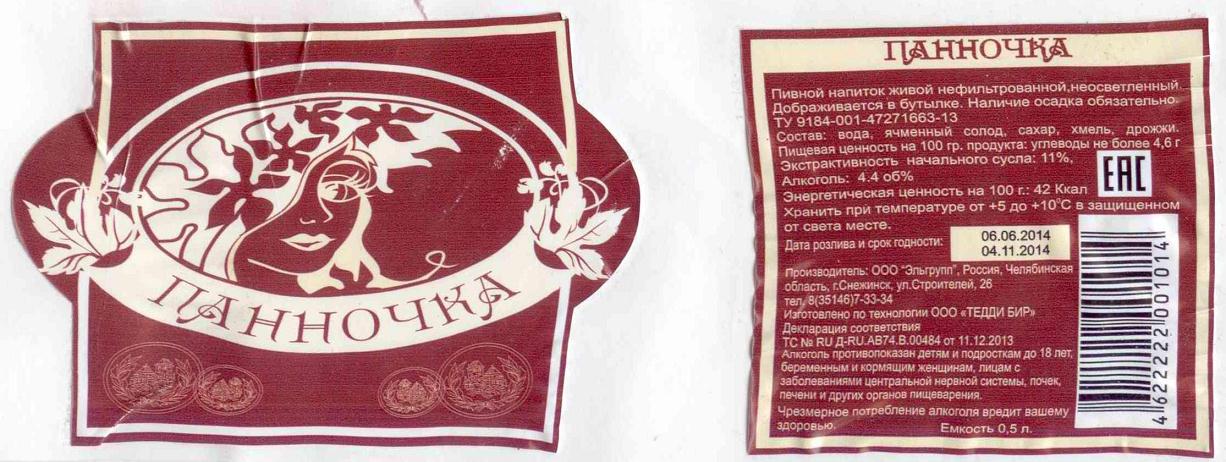 ПАННОЧКА
ПАННОЧКА
Пивной напиток живой нефильтрованной,неосветленный.
Дображивается в бутылке. Наличие осадка обязательно.
ТУ 9184-001-47271663-13
Состав: вода, ячменный солод, сахар, хмель, дрожжи.
Пищевая ценность на 100 гр. продукта: углеводы не более 4,6 г
Экстрактивность начального сусла: 11%,
Алкоголь: 4.4 об%
EAC
Энергетическая ценность на 100 г.: 42 Ккал
Хранить при температуре от +5 до +10°С в защищенном
от света месте.
Дата розлива и срок годности:
06.06.2014
04.11.2014
Производитель: ООО "Эльгрупп", Россия, Челябинская
область, г.Снежинск, ул.Строителей, 26
тел. 8(35146)7-33-34
Изготовлено по технологии ООО «ТЕДДИ БИР»
Декларация соответствия
ТС № RU Д-RU.АВ74.В.00484 от 11.12.2013
Алкоголь противопоказан детям и подросткам до 18 лет,
беременным и кормящим женщинам, лицам с
заболеваниями центральной нервной системы, почек,
печени и других органов пищеварения.
Чрезмерное потребление алкоголя вредит вашему
здоровью.
Емкость 0,5 л.
4622222001014